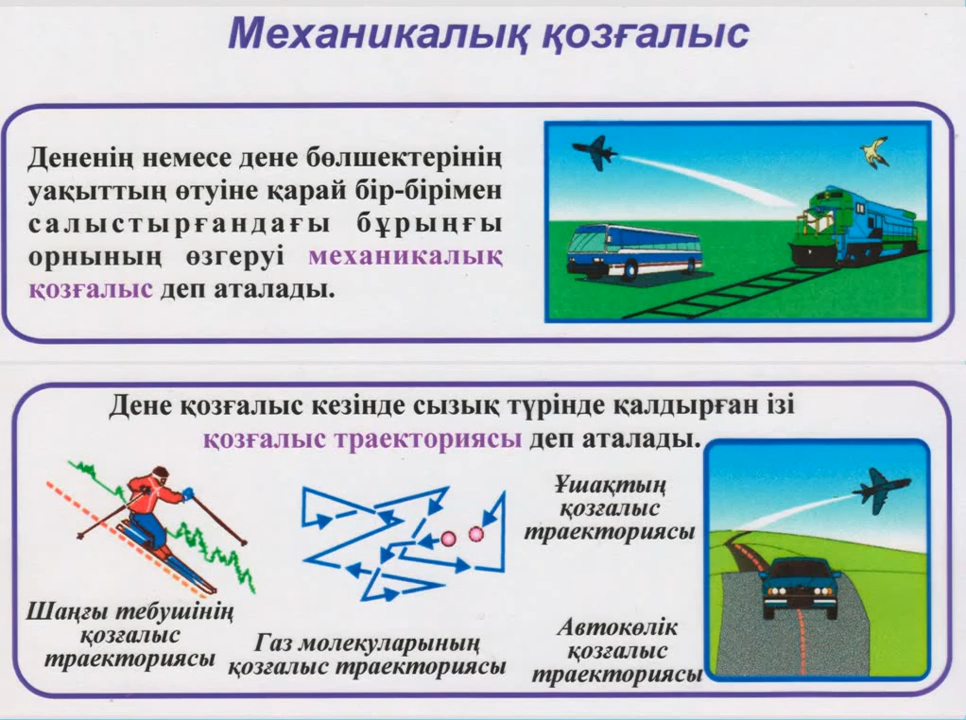 Механикалық қозғалыс
Дененің немесе дене бөлшектерінің
уақыттың өтуіне қарай бір-бірімен
салыстырғандағы бұрыңғы
орнының өзгеруі механикалық
қозғалыс деп аталады.
Дене қозғалыс кезінде сызық түрінде қалдырған ізі
қозғалыс траекториясы деп аталады.
Ұшақтың
қозғалыс
траекториясы
Шаңғы тебушінің
қозғалыс
траекториясы
Газ молекуларының
қозғалыс траекториясы
Автокөлік
қозғалыс
траекториясы